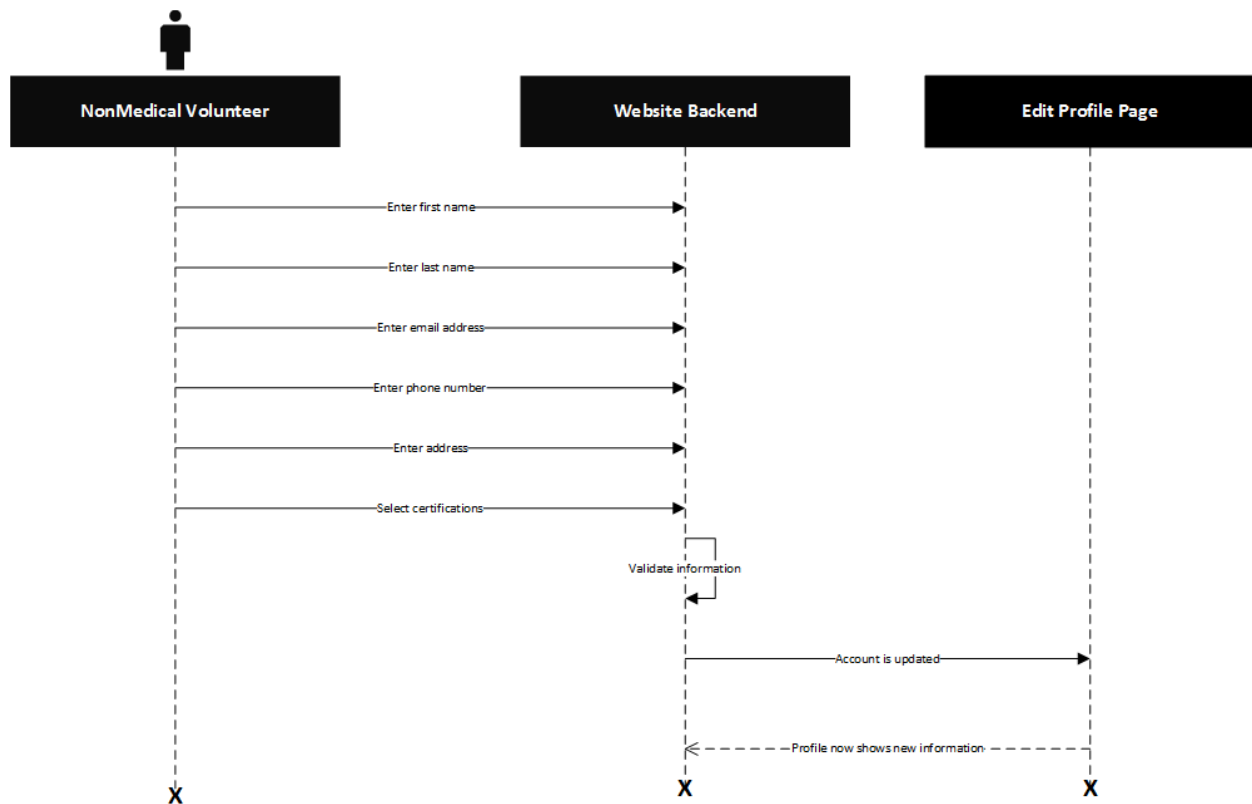 NonMedical Volunteer
Website Backend
Edit Profile Page
Enter first name
Enter last name
Enter email address
Enter phone number
Enter address
Select certifications
Validate information
Account is updated
Profile now shows new information
X
X
X